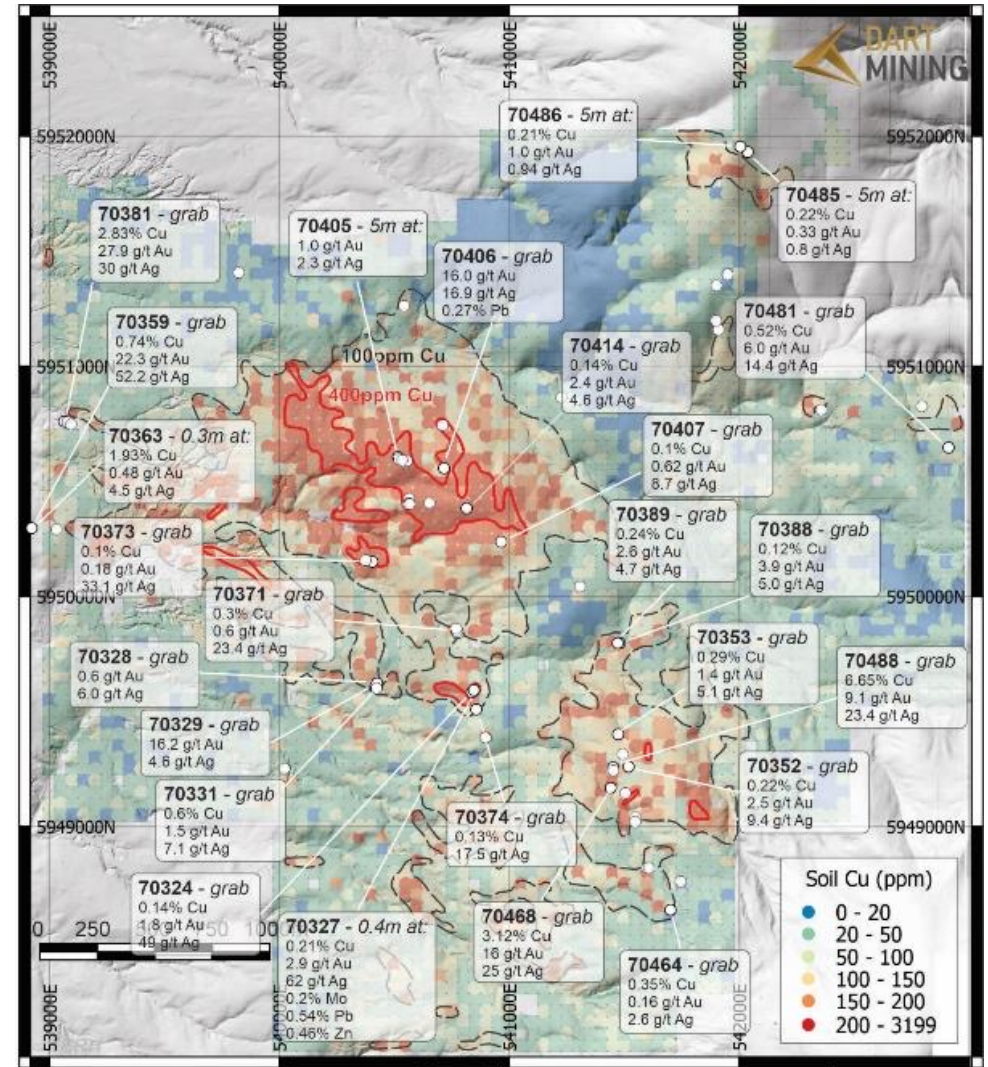 539000E
540000E
541000E
542000E
DART
MINING
5952000N
5952000N
70486 - 5m at:
0.21% Cu
1.0 g/t Au
0.94 g/t Ag
70485 - 5m at:
0.22% Cu
0.33 g/t Au
0.8 g/t Ag
70381 - grab
2.83% Cu
27.9 g/t Au
30 g/t Ag
70405 - 5m at:
1.0 g/t Au
2.3 g/t Ag
70406 - grab
16.0 g/t Au
16.9 g/t Ag
0.27% Pb
70359 - grab
0.74% Cu
22.3 g/t Au
52.2 g/t Ag
70481 - grab
0.52% Cu
6.0 g/t Au
14.4 g/t Ag
70414 - grab
0.14% Cu
2.4 g/t Au
4.6 g/t Ag
100ppm Cu
5951000N
5951000N
400ppm Cu
70363 - 0.3m at:
1.93% Cu
0.48 g/t Au
4.5 g/t Ag
70407 - grab
0.1% Cu
0.62 g/t Au
8.7 g/t Ag
70373 - grab
0.1% Cu
0.18 g/t Au
33.1 g/t Ag
70389 - grab
0.24% Cu
2.6 g/t Au
4.7 g/t Ag
70388 - grab
0.12% Cu
3.9 g/t Au
5.0 g/t Ag
5950000N
5950000N
70371 - grab
0.3% Cu
0.6 g/t Au
23.4 g/t Ag
70353 - grab
0.29% Cu
1.4 g/t Au
5.1 g/t Ag
70328 - grab
0.6 g/t Au
6.0 g/t Ag
70488 - grab
6.65% Cu
9.1 g/t Au
23.4 g/t Ag
70329 - grab
16.2 g/t Au
4.6 g/t Ag
70352 - grab
0.22% Cu
2.5 g/t Au
9.4 g/t Ag
70331 - grab
0.6% Cu
1.5 g/t Au
7.1 g/t Ag
70374 - grab
0.13% Cu
17.5 g/t Ag
5949000N
5949000N
70324 - grab
0.14% Cu
1.8 g/t Au
49 g/t Ag
70327 - 0.4m at:
0.21% Cu
2.9 g/t Au
62 g/t Ag
0.2% Mo
0.54% Pb
0.46% Zn
70468 - grab
3.12% Cu
16 g/t Au
25 g/t Ag
70464 - grab
0.35% Cu
0.16 g/t Au
2.6 g/t Ag
0 250 750
Soil Cu (ppm)
0 - 20
20 - 50
50 - 100
100 - 150
150 - 200
200 - 3199
539000E
540000E
541000E
542000E